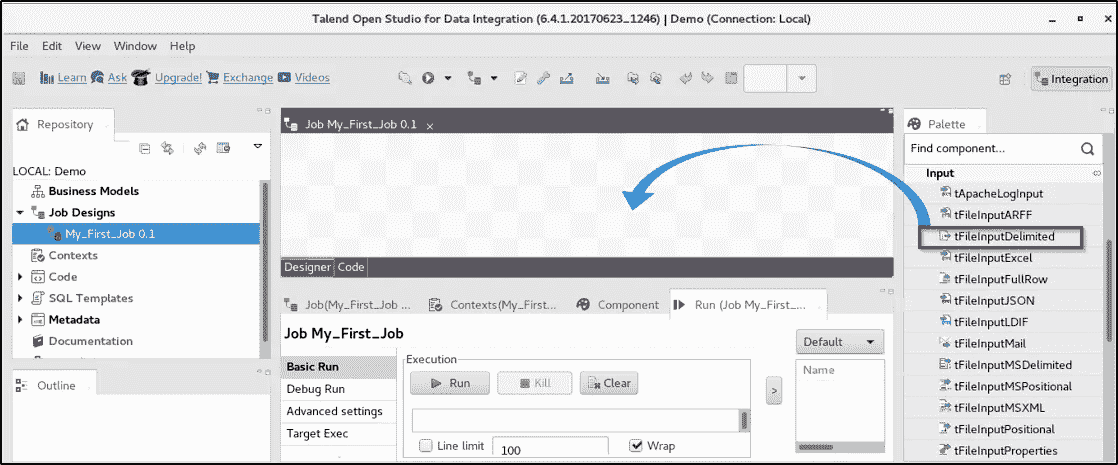 Talend Open Studio for Data Integration (6.4.1.20170623_1246) | Demo (Connection: Local)
File Edit View Window Help
Learn Ask Upgrade! Exchange Videos Integration
Repository
LOCAL: Demo
Business Models
Job Designs
My_First_Job 0.1
Contexts
Code
SQL Templates
Metadata
Documentation
Outline
Job My_First_Job 0.1
Designer Code
Job(My_First_Job ... Contexts(My_First... Component Run (Job My_First_...
Job My_First_Job
Basic Run
Debug Run
Advanced settings
Target Exec
Execution
Run Kill Clear
Line limit 100 Wrap
>
Default
Name
Palette
Find component...
Input
tApacheLogInput
tFileInputARFF
tFileInputDelimited
tFileInputExcel
tFileInputFullRow
tFileInputJSON
tFileInputLDIF
tFileInputMail
tFileInputMSDelimited
tFileInputMSPositional
tFileInputMSXML
tFileInputPositional
tFileInputProperties